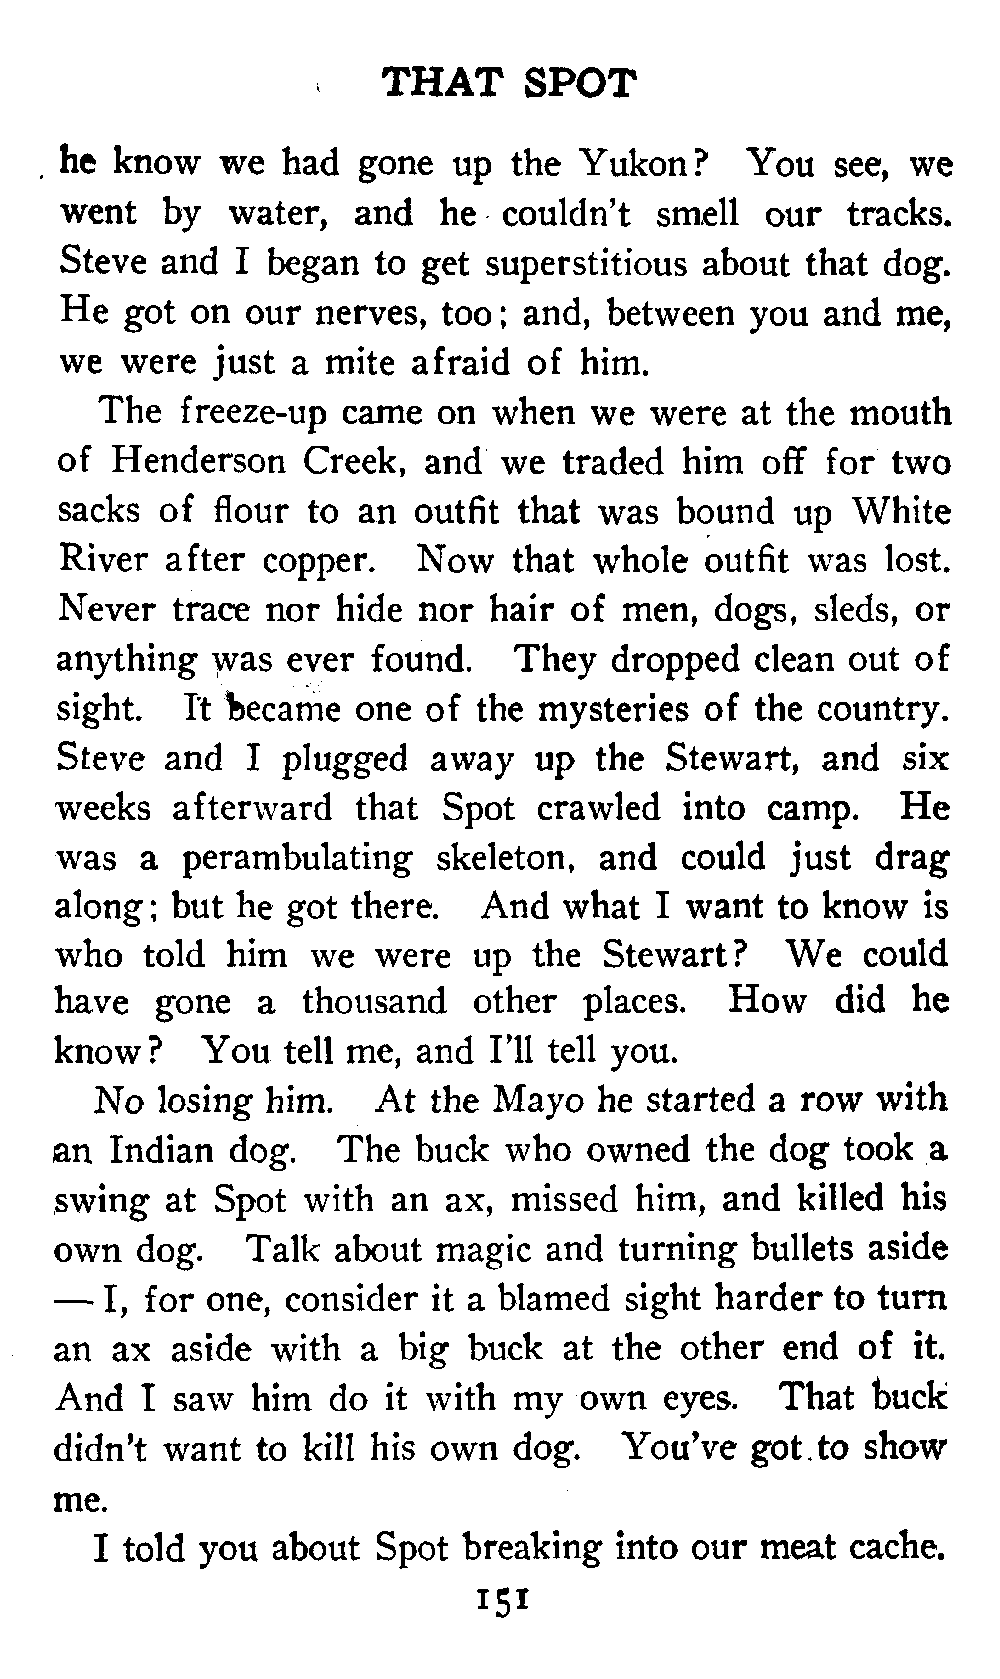 THAT SPOT
he know we had gone up the Yukon? You see, we
went by water, and he couldn't smell our tracks.
Steve and I began to get superstitious about that dog.
He got on our nerves, too; and, between you and me,
we were just a mite afraid of him.
The freeze-up came on when we were at the mouth
of Henderson Creek, and we traded him off for two
sacks of flour to an outfit that was bound up White
River after copper. Now that whole outfit was lost.
Never trace nor hide nor hair of men, dogs, sleds, or
anything was ever found. They dropped clean out of
sight. It became one of the mysteries of the country.
Steve and I plugged away up the Stewart, and six
weeks afterward that Spot crawled into camp. He
was a perambulating skeleton, and could just drag
along; but he got there. And what I want to know is
who told him we were up the Stewart? We could
have gone a thousand other places. How did he
know? You tell me, and I'll tell you.
No losing him. At the Mayo he started a row with
an Indian dog. The buck who owned the dog took a
swing at Spot with an ax, missed him, and killed his
own dog. Talk about magic and turning bullets aside
— I, for one, consider it a blamed sight harder to turn
an ax aside with a big buck at the other end of it.
And I saw him do it with my own eyes. That buck
didn't want to kill his own dog. You've got to show
me.
I told you about Spot breaking into our meat cache.
151